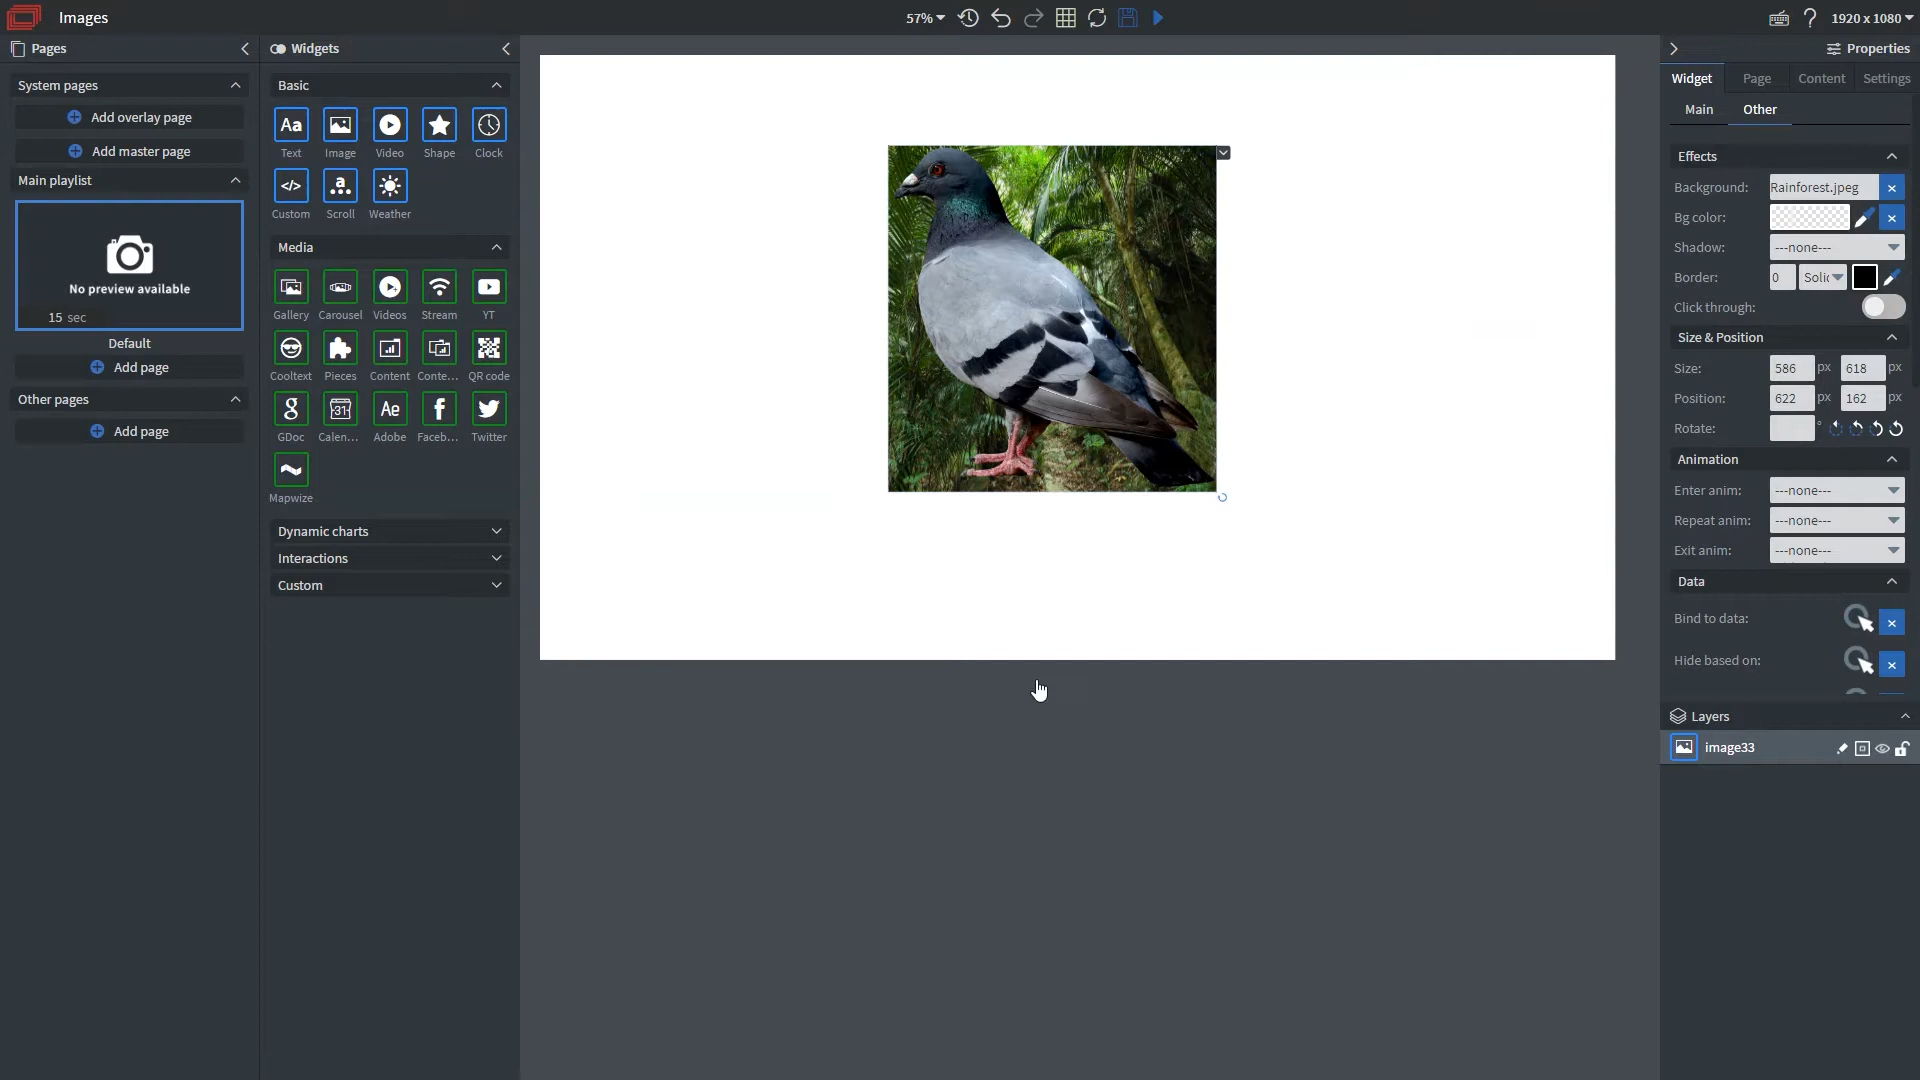 Images
57%
1920 x 1080
Pages
System pages
Add overlay page
Add master page
Main playlist
No preview available
15 sec
Default
Add page
Other pages
Add page
Widgets
Basic
Aa
Text Image Video Shape Clock
</> a
Custom Scroll Weather
Media
Gallery Carousel Videos Stream YT
Cooltext Pieces Content Conte... QR code
g 31 Ae f
GDoc Calen... Adobe Faceb... Twitter
Mapwize
Dynamic charts
Interactions
Custom
Properties
Widget Page Content Settings
Main Other
Effects
Background: Rainforest.jpeg
Bg color:
Shadow: ---none---
Border: 0 Soli
Click through:
Size & Position
Size: 586 px 618 px
Position: 622 px 162 px
Rotate: °
Animation
Enter anim: ---none---
Repeat anim: ---none---
Exit anim: ---none---
Data
Bind to data:
Hide based on:
Layers
image33